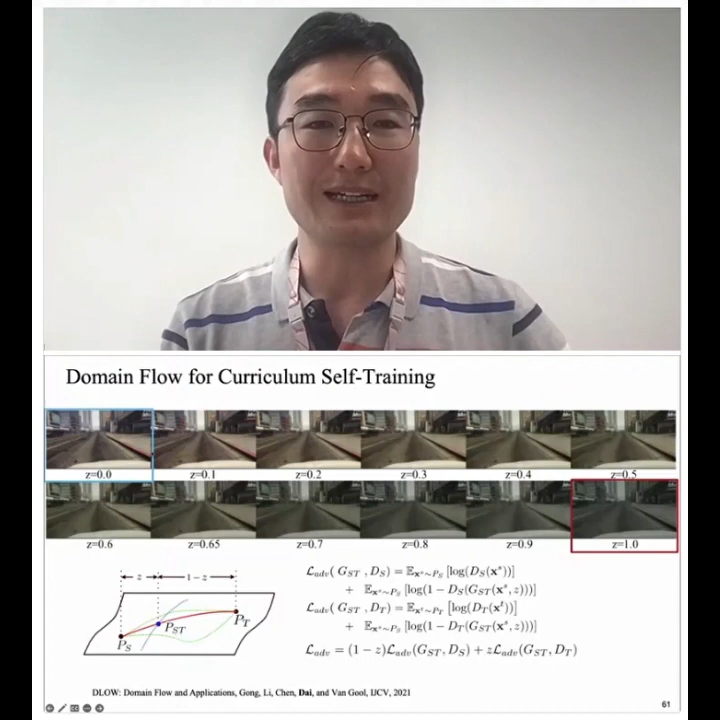 Domain Flow for Curriculum Self-Training
z=0.0 z=0.1 z=0.2 z=0.3 z=0.4 z=0.5
z=0.6 z=0.65 z=0.7 z=0.8 z=0.9 z=1.0
z 1 − z
P_T
P_ST
P_S
ℒ_adv( G_ST , D_S) = 𝔼_{x^s∼P_S} [log(D_S(x^s))]
+ 𝔼_{x^s∼P_S} [log(1 − D_S(G_ST(x^s, z)))]
ℒ_adv( G_ST , D_T) = 𝔼_{x^t∼P_T} [log(D_T(x^t))]
+ 𝔼_{x^s∼P_S} [log(1 − D_T(G_ST(x^s, z)))]
ℒ_adv = (1 − z)ℒ_adv(G_ST, D_S) + zℒ_adv(G_ST, D_T)
DLOW: Domain Flow and Applications, Gong, Li, Chen, Dai, and Van Gool, IJCV, 2021
61